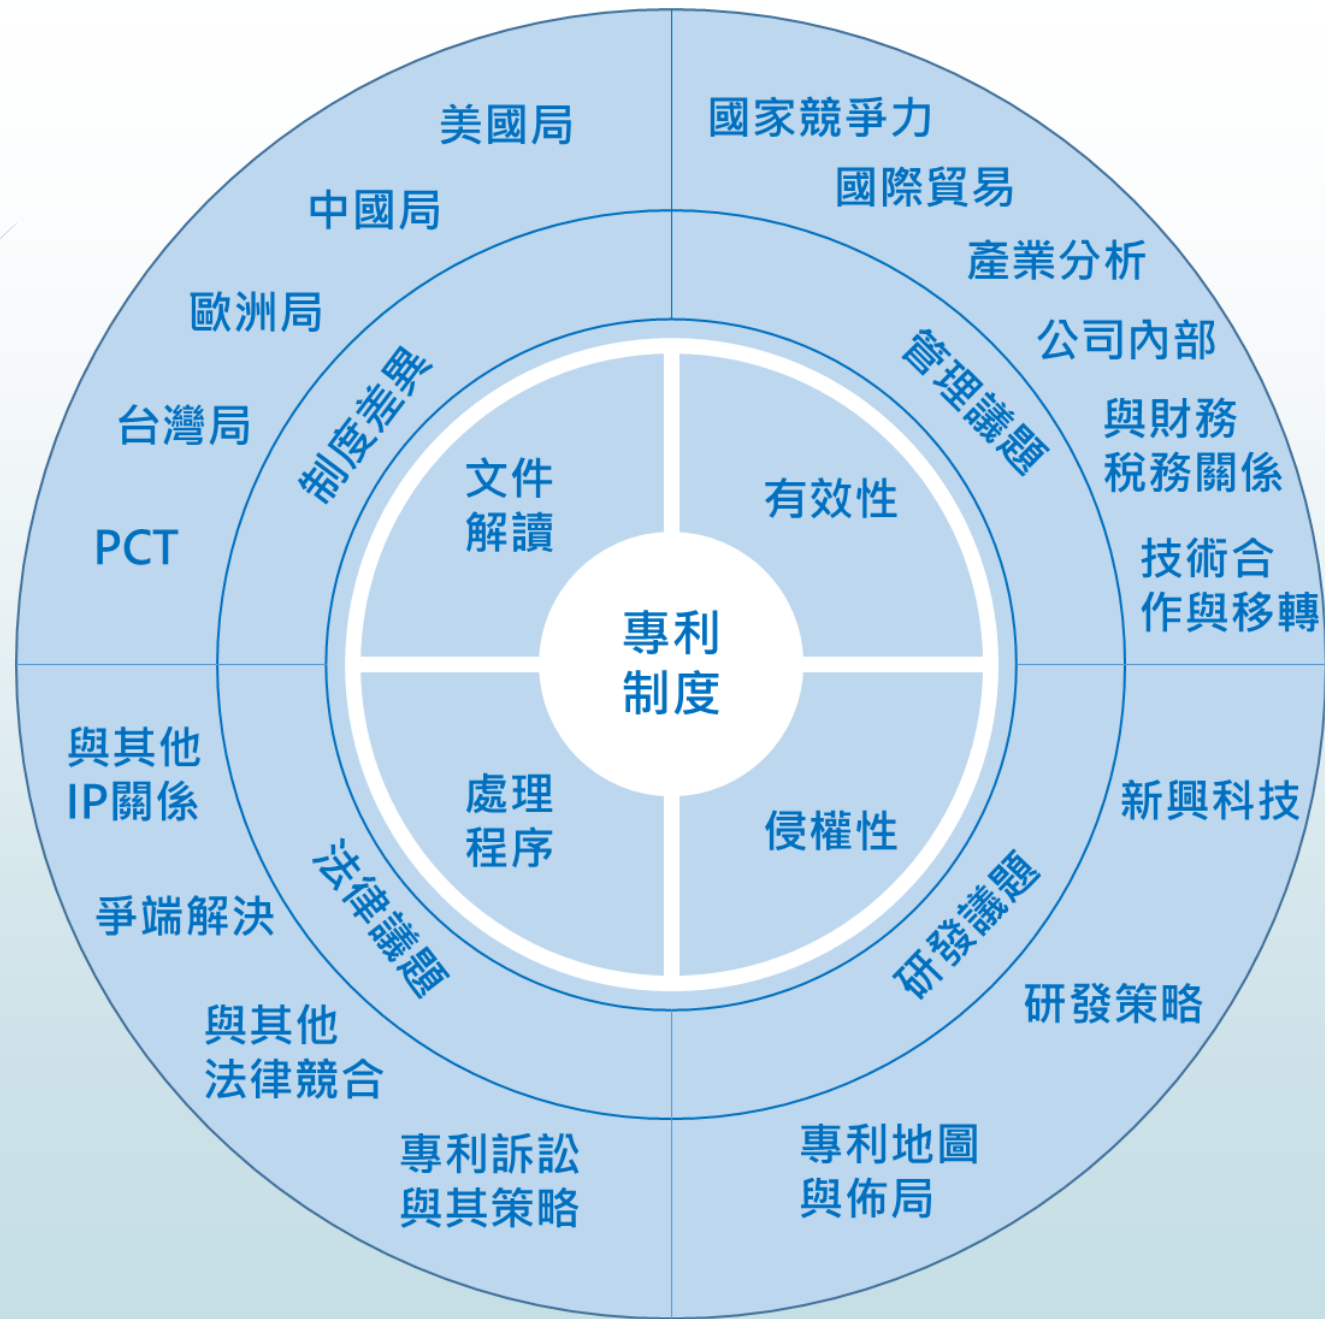 美國局
中國局
歐洲局
台灣局
PCT
制度差異
國家競爭力
國際貿易
產業分析
公司內部
與財務
稅務關係
技術合
作與移轉
管理議題
文件
解讀
有效性
專利
制度
處理
程序
侵權性
與其他
IP關係
爭端解決
與其他
法律競合
專利訴訟
與其策略
法律議題
新興科技
研發策略
專利地圖
與佈局
研發議題